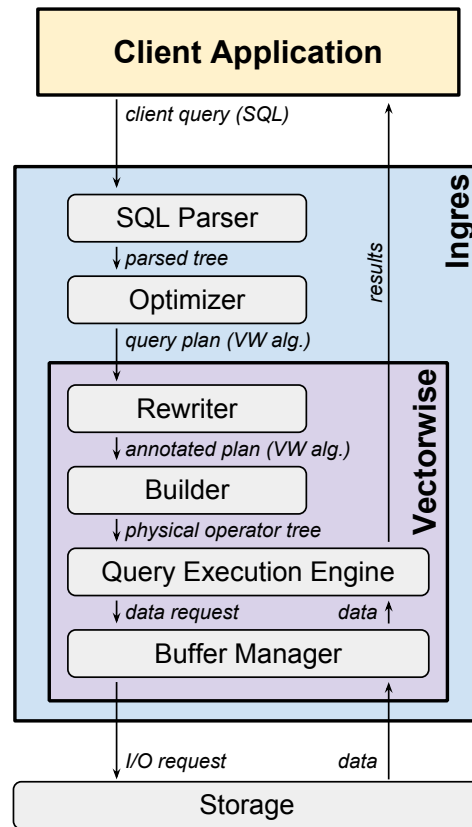 Client Application
client query (SQL)
Ingres
SQL Parser
parsed tree
results
Optimizer
query plan (VW alg.)
Vectorwise
Rewriter
annotated plan (VW alg.)
Builder
physical operator tree
Query Execution Engine
data request
data
Buffer Manager
I/O request
data
Storage